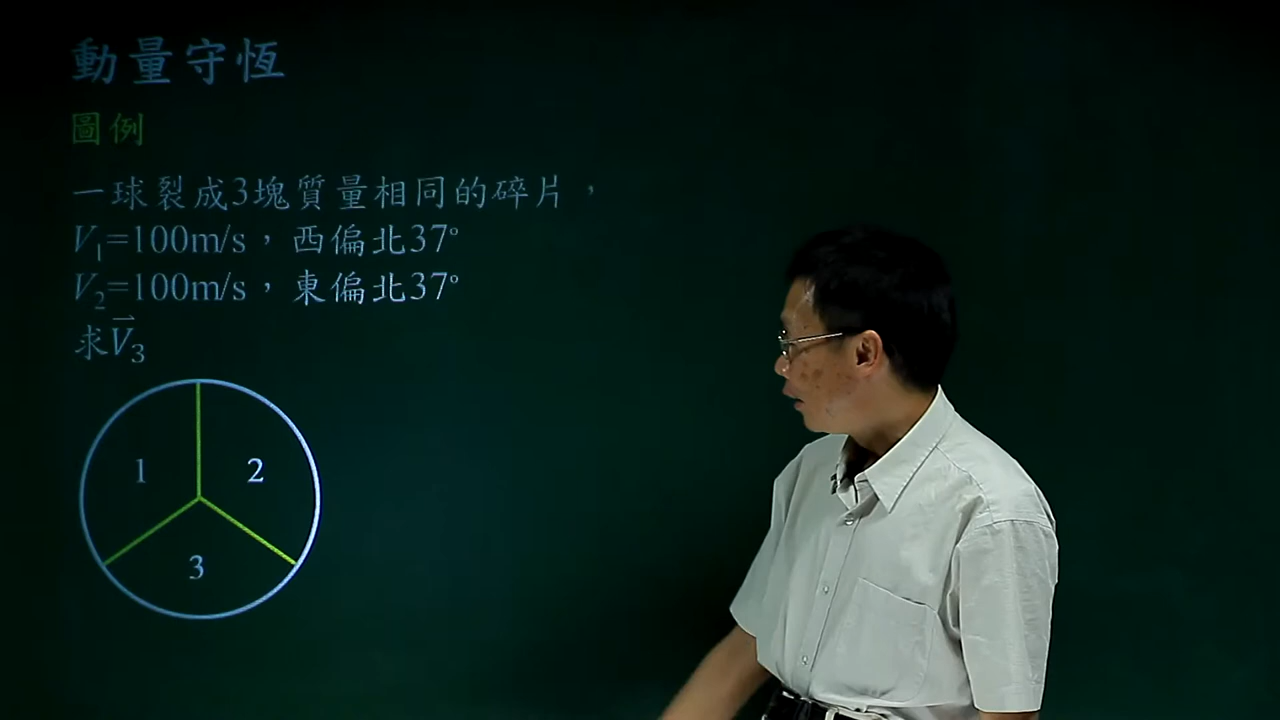 動量守恆
圖例
一球裂成3塊質量相同的碎片，
V₁=100m/s，西偏北37°
V₂=100m/s，東偏北37°
求V⃗₃
1
2
3